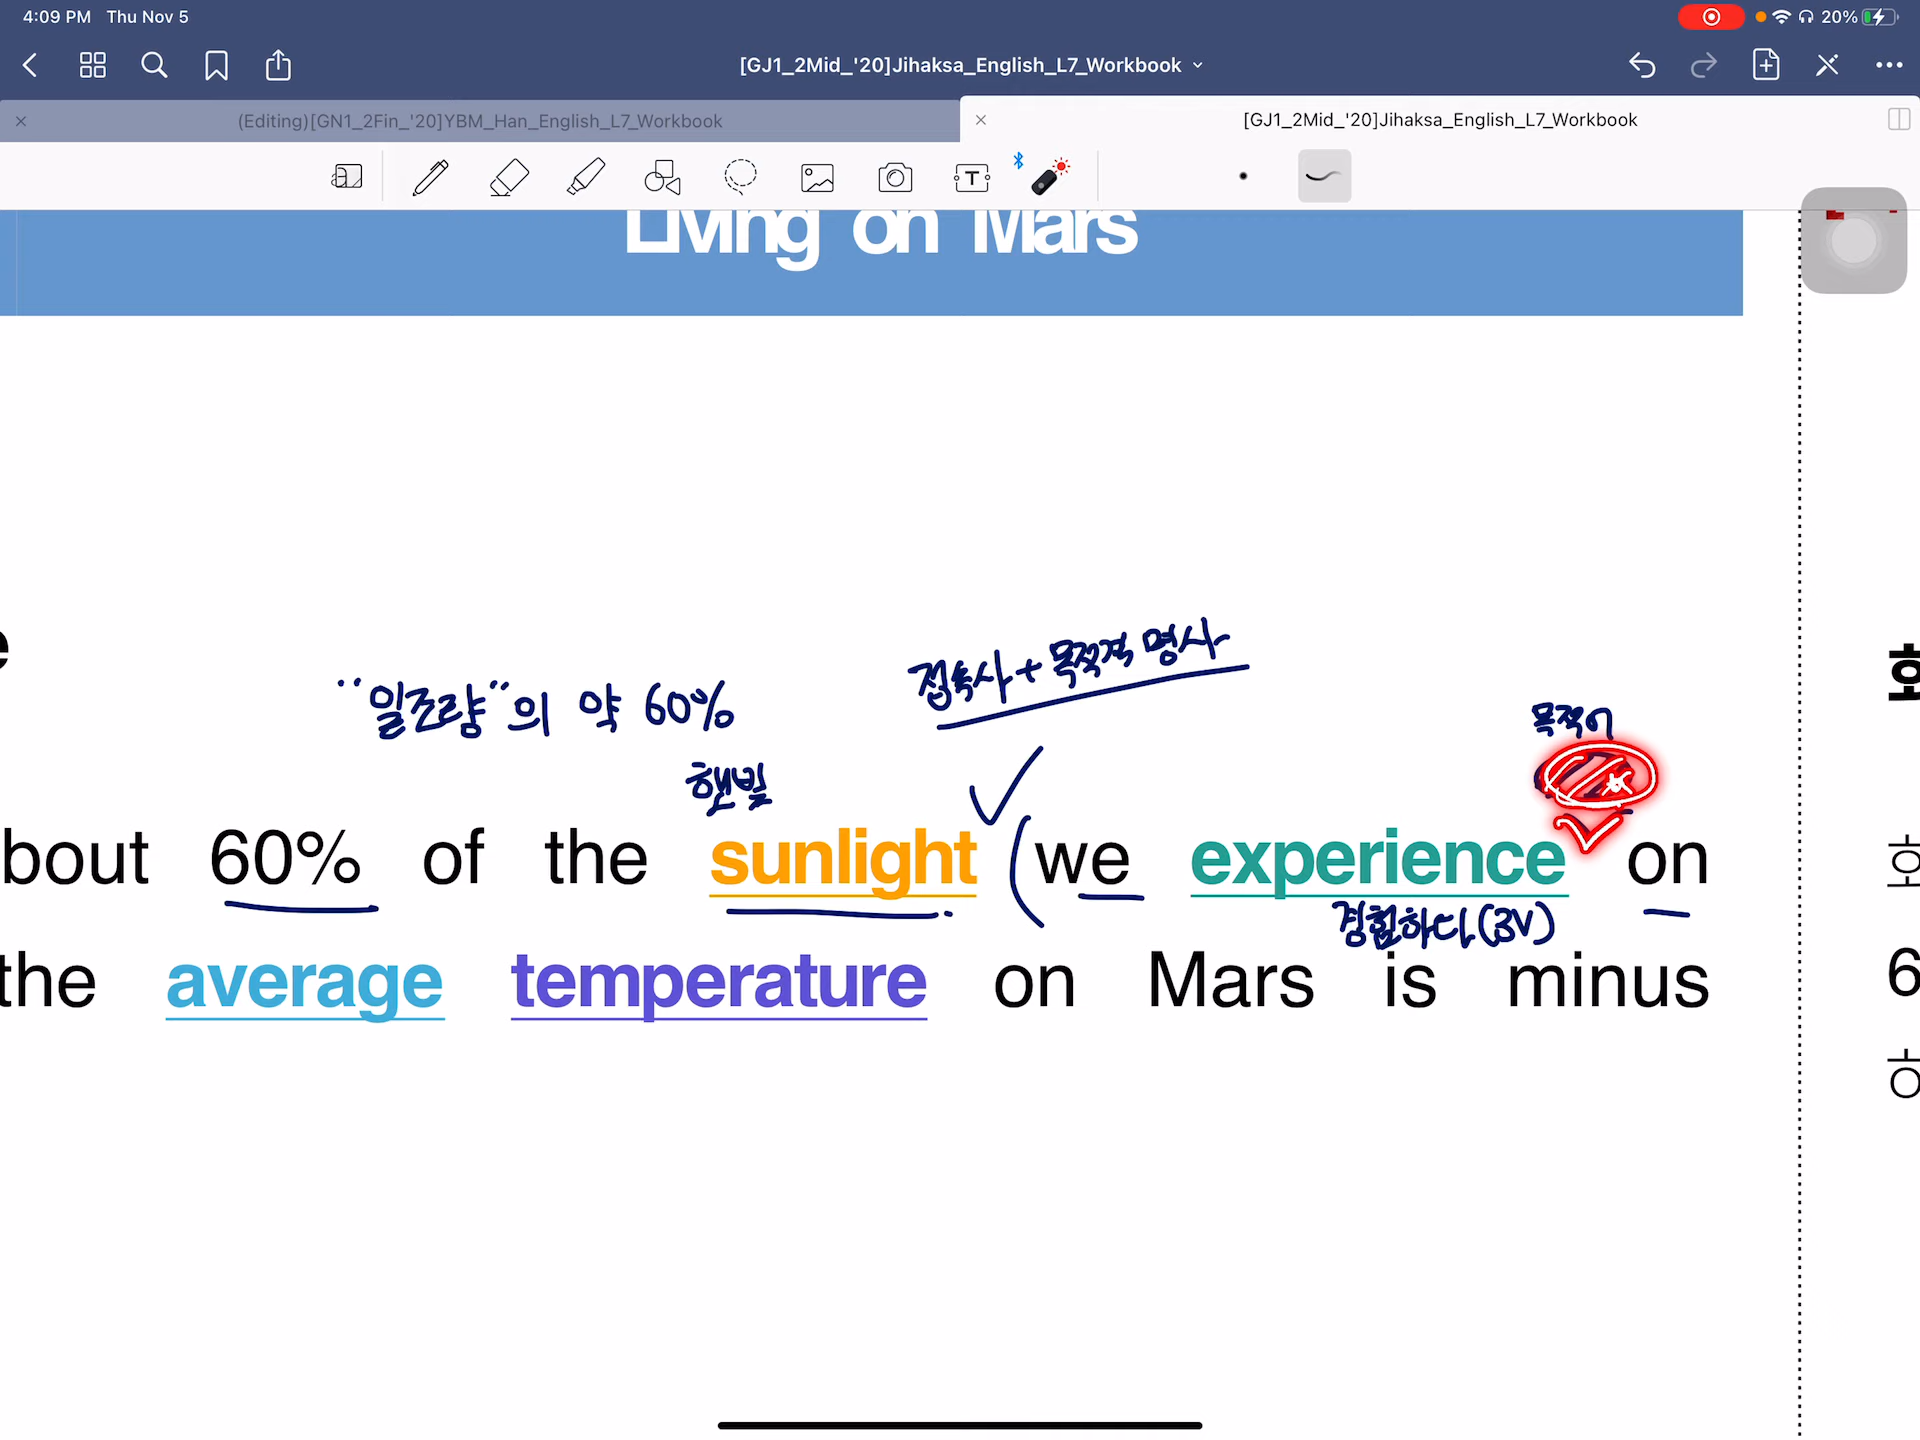 4:09 PM Thu Nov 5
20%
[GJ1_2Mid_'20]Jihaksa_English_L7_Workbook
(Editing)[GN1_2Fin_'20]YBM_Han_English_L7_Workbook
[GJ1_2Mid_'20]Jihaksa_English_L7_Workbook
Living on Mars
e
접속사+목적격 명사
"일조량"의 약 60%
목적어
햇빛
bout 60% of the sunlight (we experience on
경험하다(3V)
the average temperature on Mars is minus
화
6